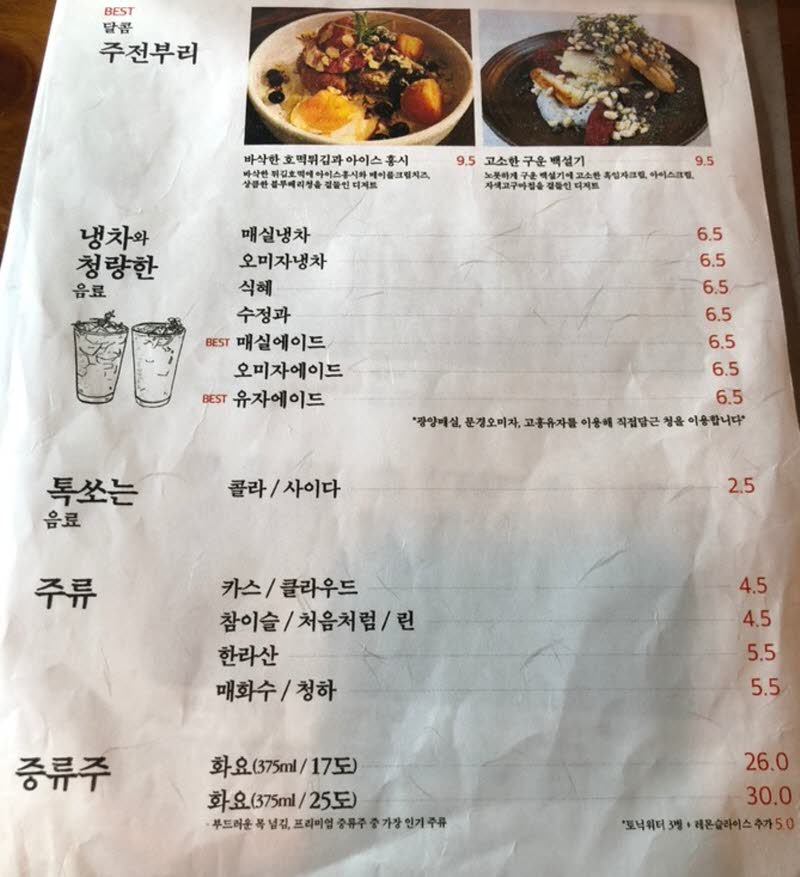 BEST
달콤
주전부리
바삭한 호떡튀김과 아이스 홍시 9.5
바삭한 튀김호떡에 아이스홍시와 메이플크림치즈,
상큼한 블루베리청을 곁들인 디저트
고소한 구운 백설기 9.5
노릇하게 구운 백설기에 고소한 흑임자크림, 아이스크림,
자색고구마칩을 곁들인 디저트
냉차와
청량한
음료
매실냉차 6.5
오미자냉차 6.5
식혜 6.5
수정과 6.5
BEST 매실에이드 6.5
오미자에이드 6.5
BEST 유자에이드 6.5
*광양매실, 문경오미자, 고흥유자를 이용해 직접담근 청을 이용합니다*
톡쏘는
음료
콜라 / 사이다 2.5
주류
카스 / 클라우드 4.5
참이슬 / 처음처럼 / 린 4.5
한라산 5.5
매화수 / 청하 5.5
증류주
화요(375ml / 17도) 26.0
화요(375ml / 25도) 30.0
- 부드러운 목 넘김, 프리미엄 증류주 중 가장 인기 주류
*토닉워터 3병 + 레몬슬라이스 추가 5.0